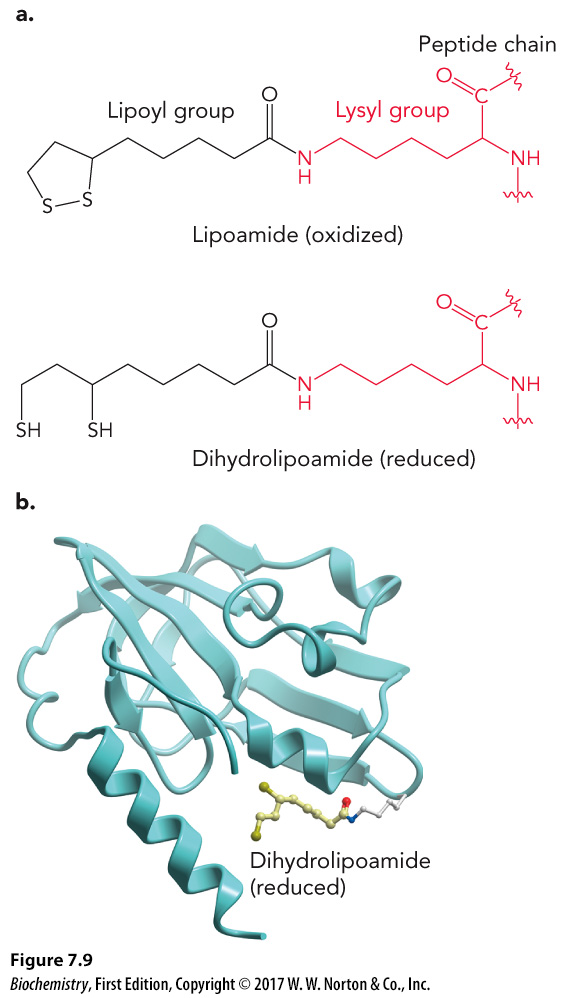 a.
Peptide chain
O
C
Lipoyl group
O
Lysyl group
N
H
NH
S
S
Lipoamide (oxidized)
O
C
O
N
H
NH
SH
SH
Dihydrolipoamide (reduced)
b.
Dihydrolipoamide
(reduced)
Figure 7.9
Biochemistry, First Edition, Copyright © 2017 W. W. Norton & Co., Inc.